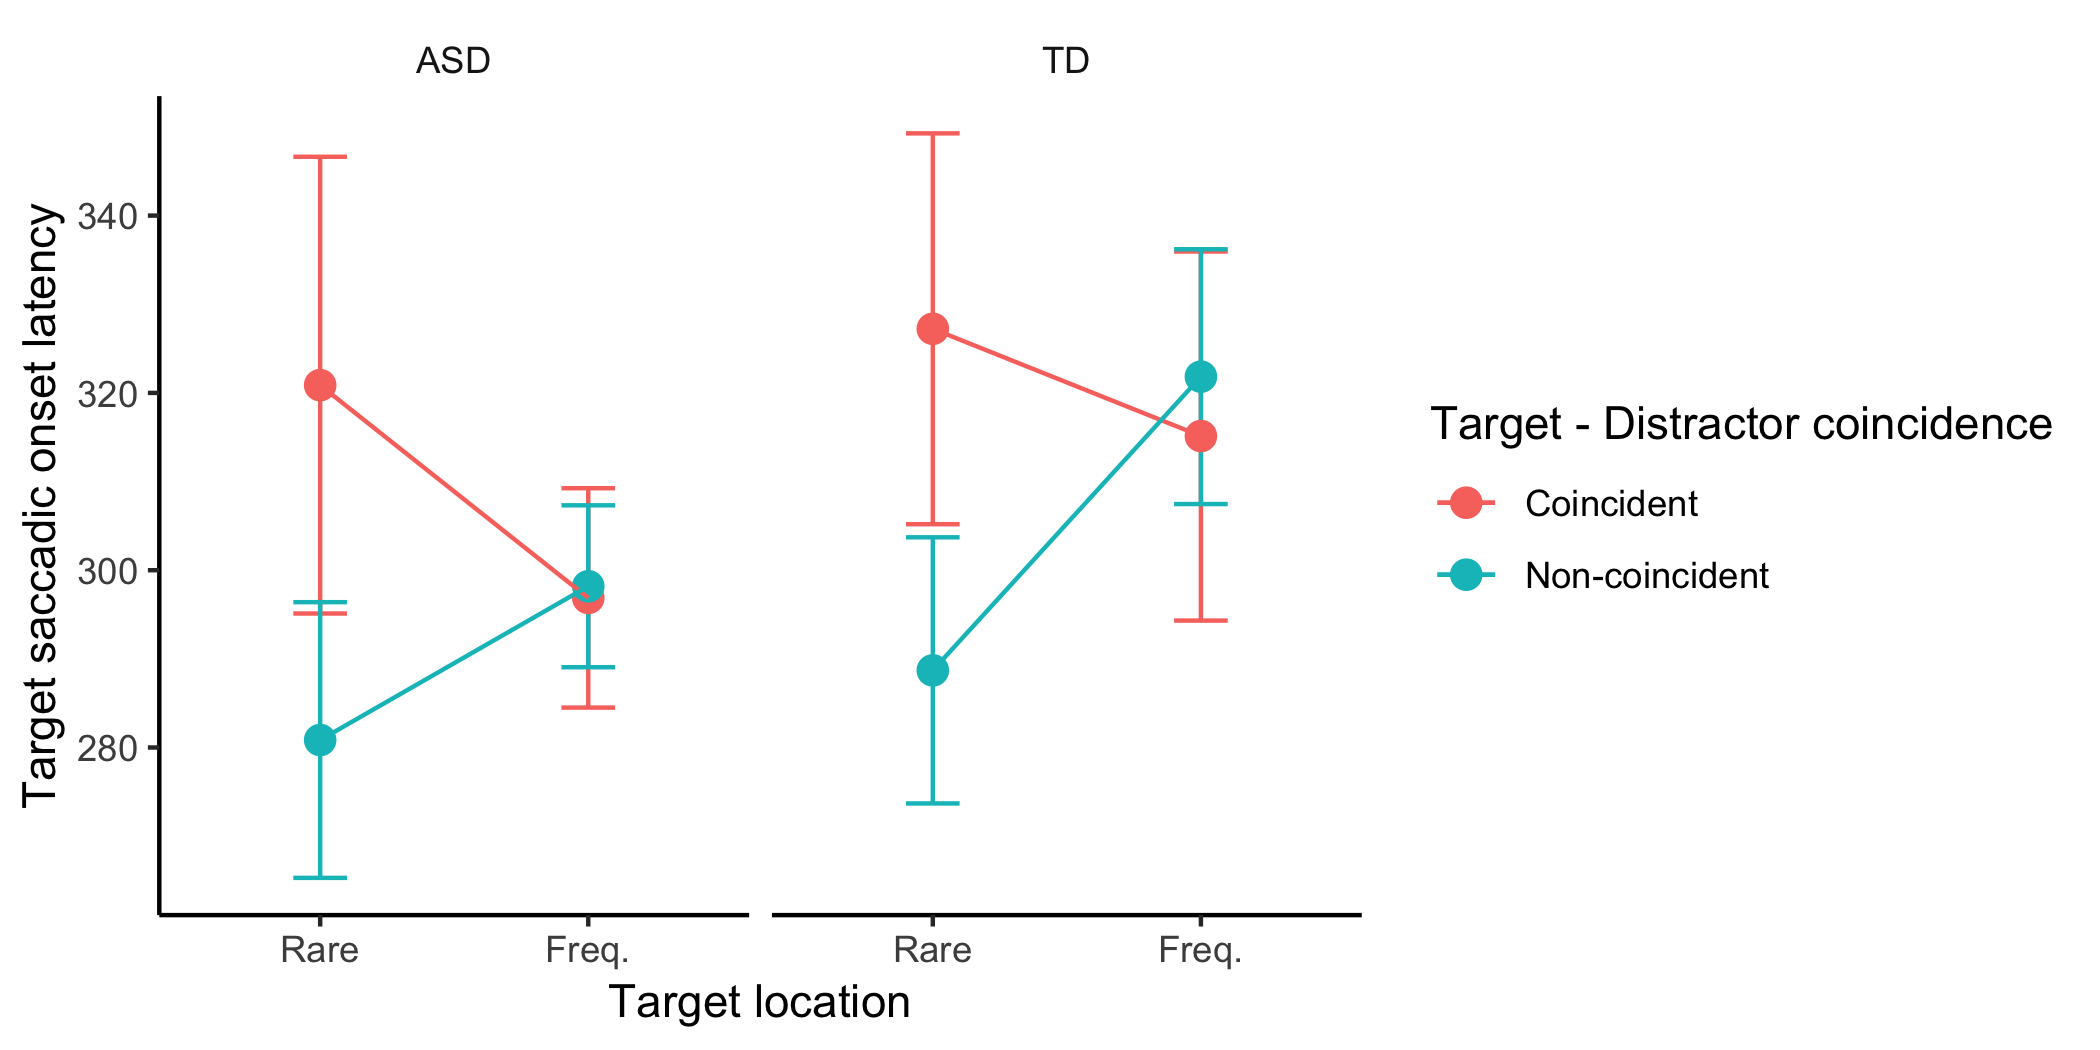 ASD
TD
Target saccadic onset latency
340
320
300
280
Rare
Freq.
Rare
Freq.
Target location
Target - Distractor coincidence
Coincident
Non-coincident